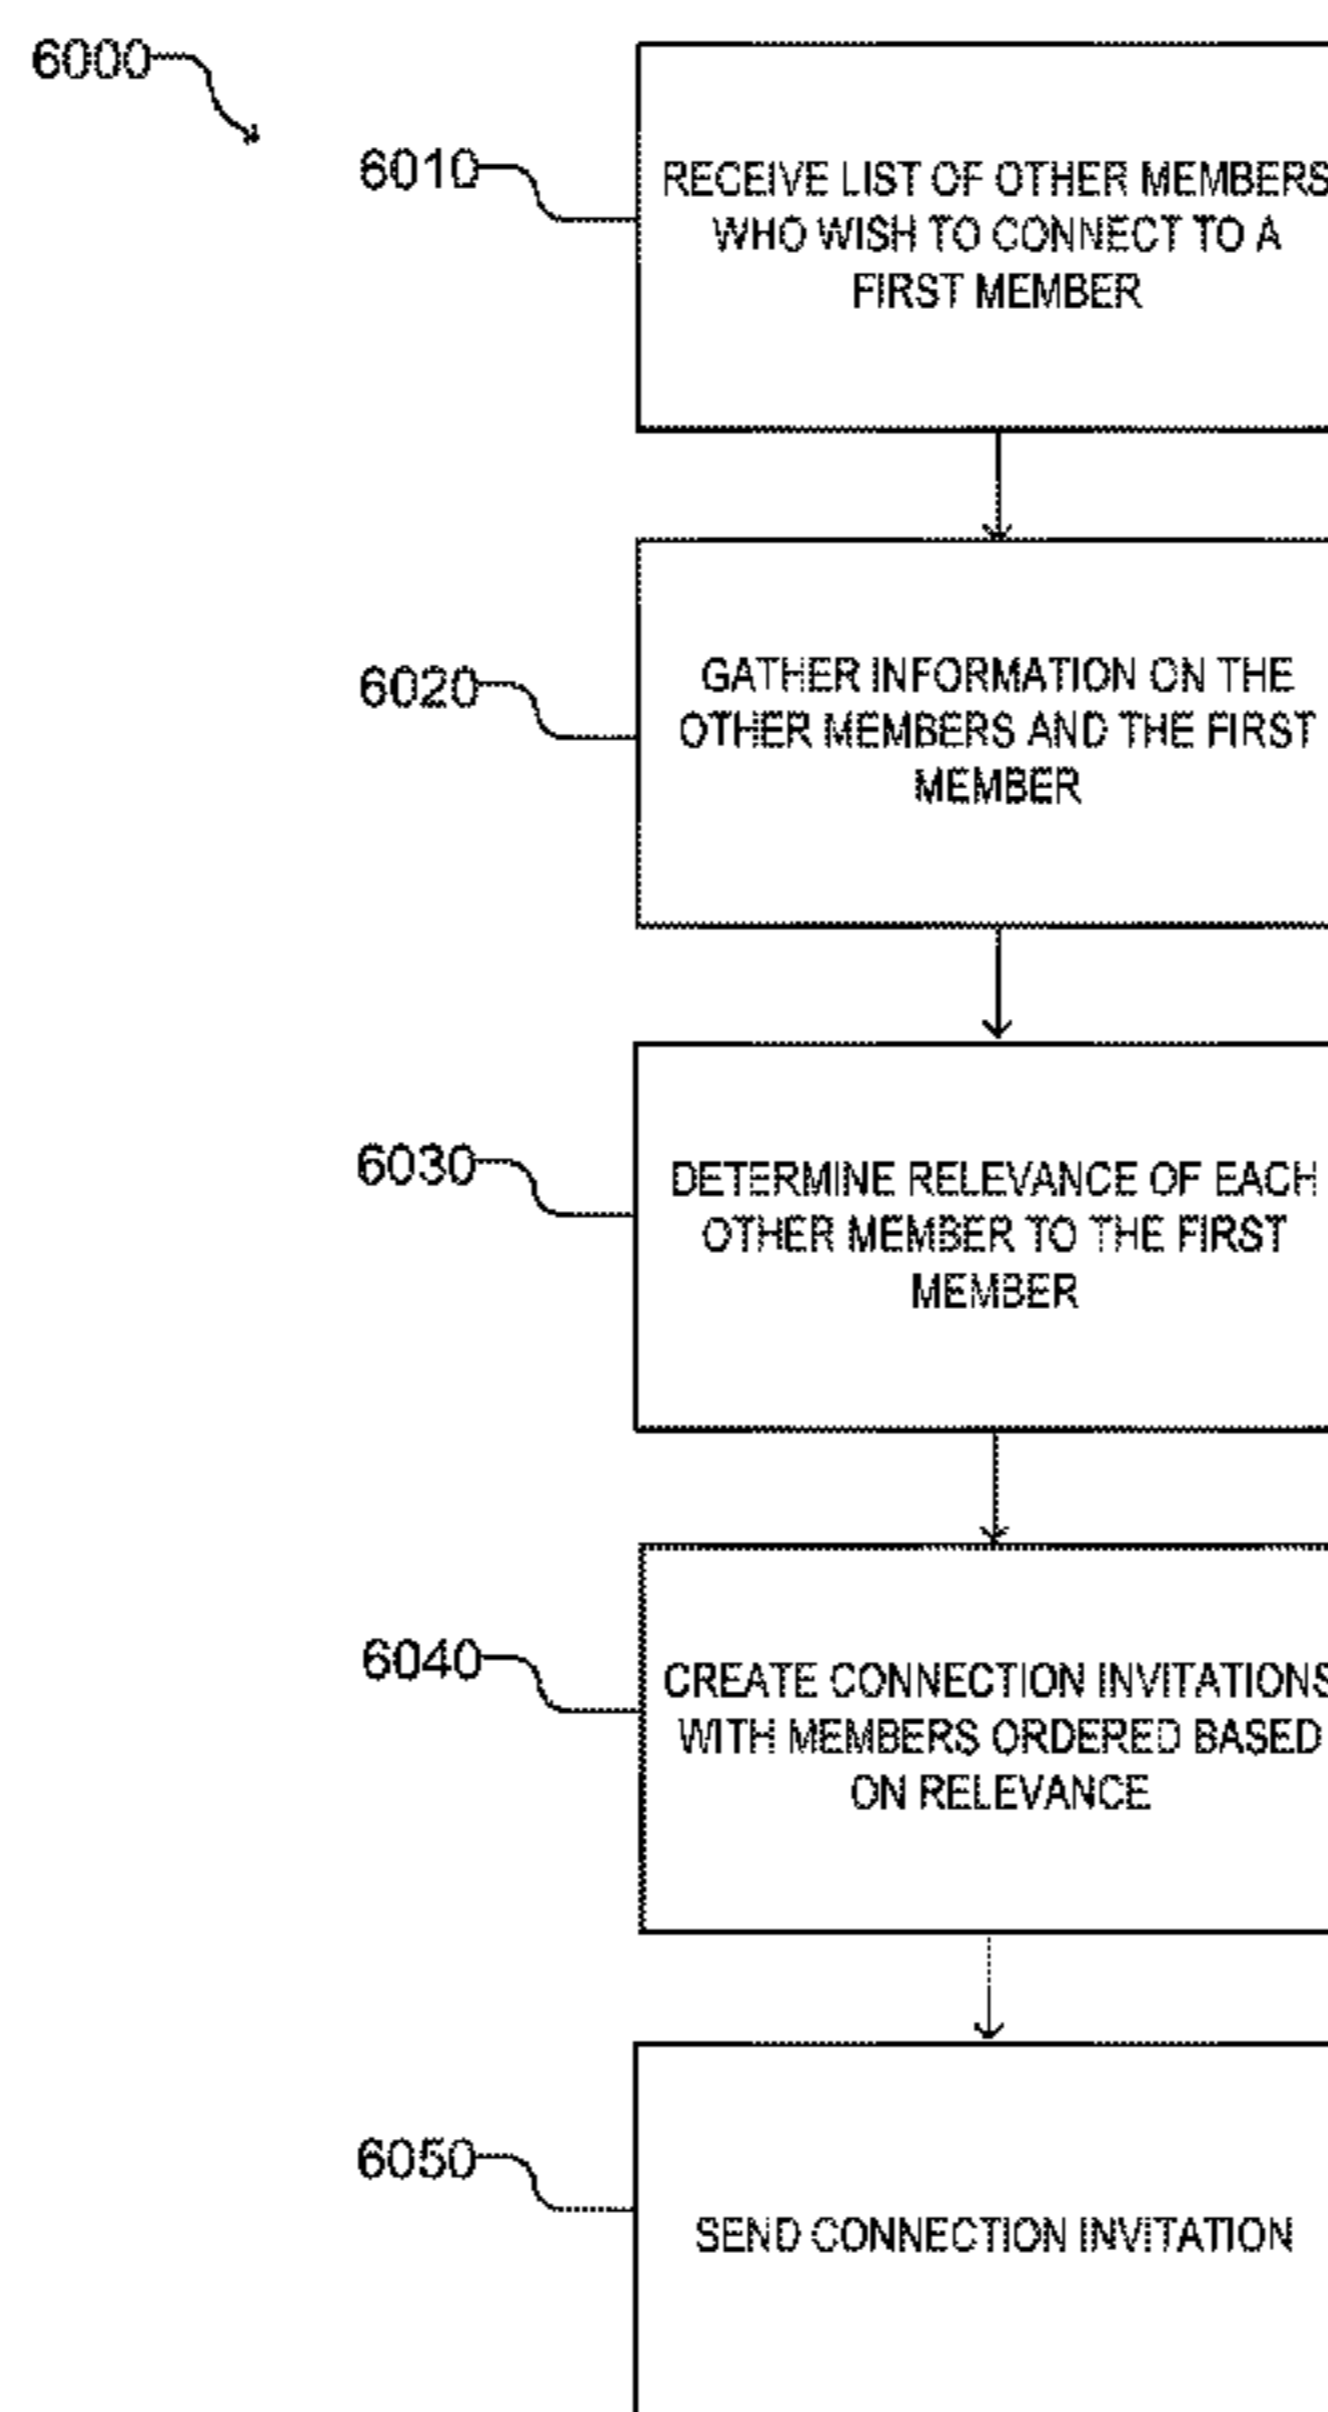 6000
6010
RECEIVE LIST OF OTHER MEMBERS
WHO WISH TO CONNECT TO A
FIRST MEMBER
6020
GATHER INFORMATION ON THE
OTHER MEMBERS AND THE FIRST
MEMBER
6030
DETERMINE RELEVANCE OF EACH
OTHER MEMBER TO THE FIRST
MEMBER
6040
CREATE CONNECTION INVITATIONS
WITH MEMBERS ORDERED BASED
ON RELEVANCE
6050
SEND CONNECTION INVITATION